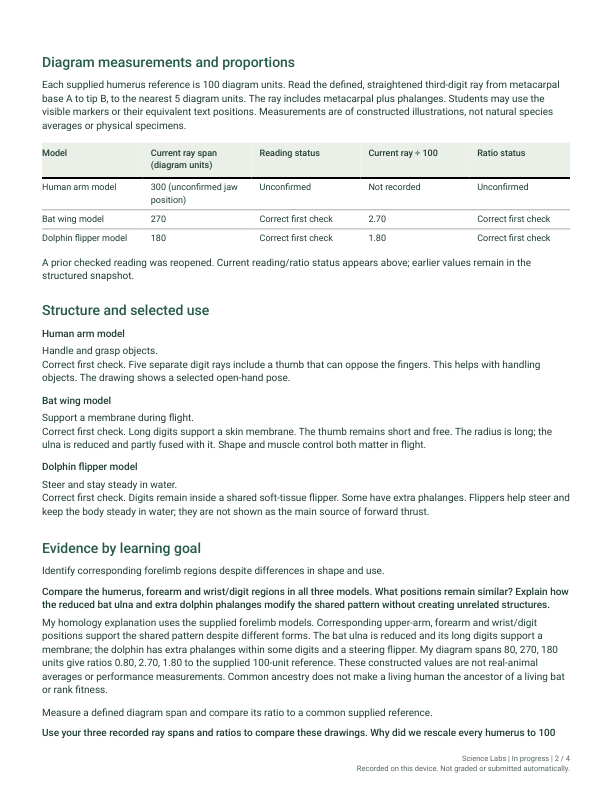 Diagram measurements and proportions
Each supplied humerus reference is 100 diagram units. Read the defined, straightened third-digit ray from metacarpal
base A to tip B, to the nearest 5 diagram units. The ray includes metacarpal plus phalanges. Students may use the
visible markers or their equivalent text positions. Measurements are of constructed illustrations, not natural species
averages or physical specimens.
Model Current ray span Reading status Current ray ÷ 100 Ratio status
(diagram units)
Human arm model 300 (unconfirmed jaw Unconfirmed Not recorded Unconfirmed
position)
Bat wing model 270 Correct first check 2.70 Correct first check
Dolphin flipper model 180 Correct first check 1.80 Correct first check
A prior checked reading was reopened. Current reading/ratio status appears above; earlier values remain in the
structured snapshot.
Structure and selected use
Human arm model
Handle and grasp objects.
Correct first check. Five separate digit rays include a thumb that can oppose the fingers. This helps with handling
objects. The drawing shows a selected open-hand pose.
Bat wing model
Support a membrane during flight.
Correct first check. Long digits support a skin membrane. The thumb remains short and free. The radius is long; the
ulna is reduced and partly fused with it. Shape and muscle control both matter in flight.
Dolphin flipper model
Steer and stay steady in water.
Correct first check. Digits remain inside a shared soft-tissue flipper. Some have extra phalanges. Flippers help steer and
keep the body steady in water; they are not shown as the main source of forward thrust.
Evidence by learning goal
Identify corresponding forelimb regions despite differences in shape and use.
Compare the humerus, forearm and wrist/digit regions in all three models. What positions remain similar? Explain how
the reduced bat ulna and extra dolphin phalanges modify the shared pattern without creating unrelated structures.
My homology explanation uses the supplied forelimb models. Corresponding upper-arm, forearm and wrist/digit
positions support the shared pattern despite different forms. The bat ulna is reduced and its long digits support a
membrane; the dolphin has extra phalanges within some digits and a steering flipper. My diagram spans 80, 270, 180
units give ratios 0.80, 2.70, 1.80 to the supplied 100-unit reference. These constructed values are not real-animal
averages or performance measurements. Common ancestry does not make a living human the ancestor of a living bat
or rank fitness.
Measure a defined diagram span and compare its ratio to a common supplied reference.
Use your three recorded ray spans and ratios to compare these drawings. Why did we rescale every humerus to 100
Science Labs | In progress | 2 / 4
Recorded on this device. Not graded or submitted automatically.